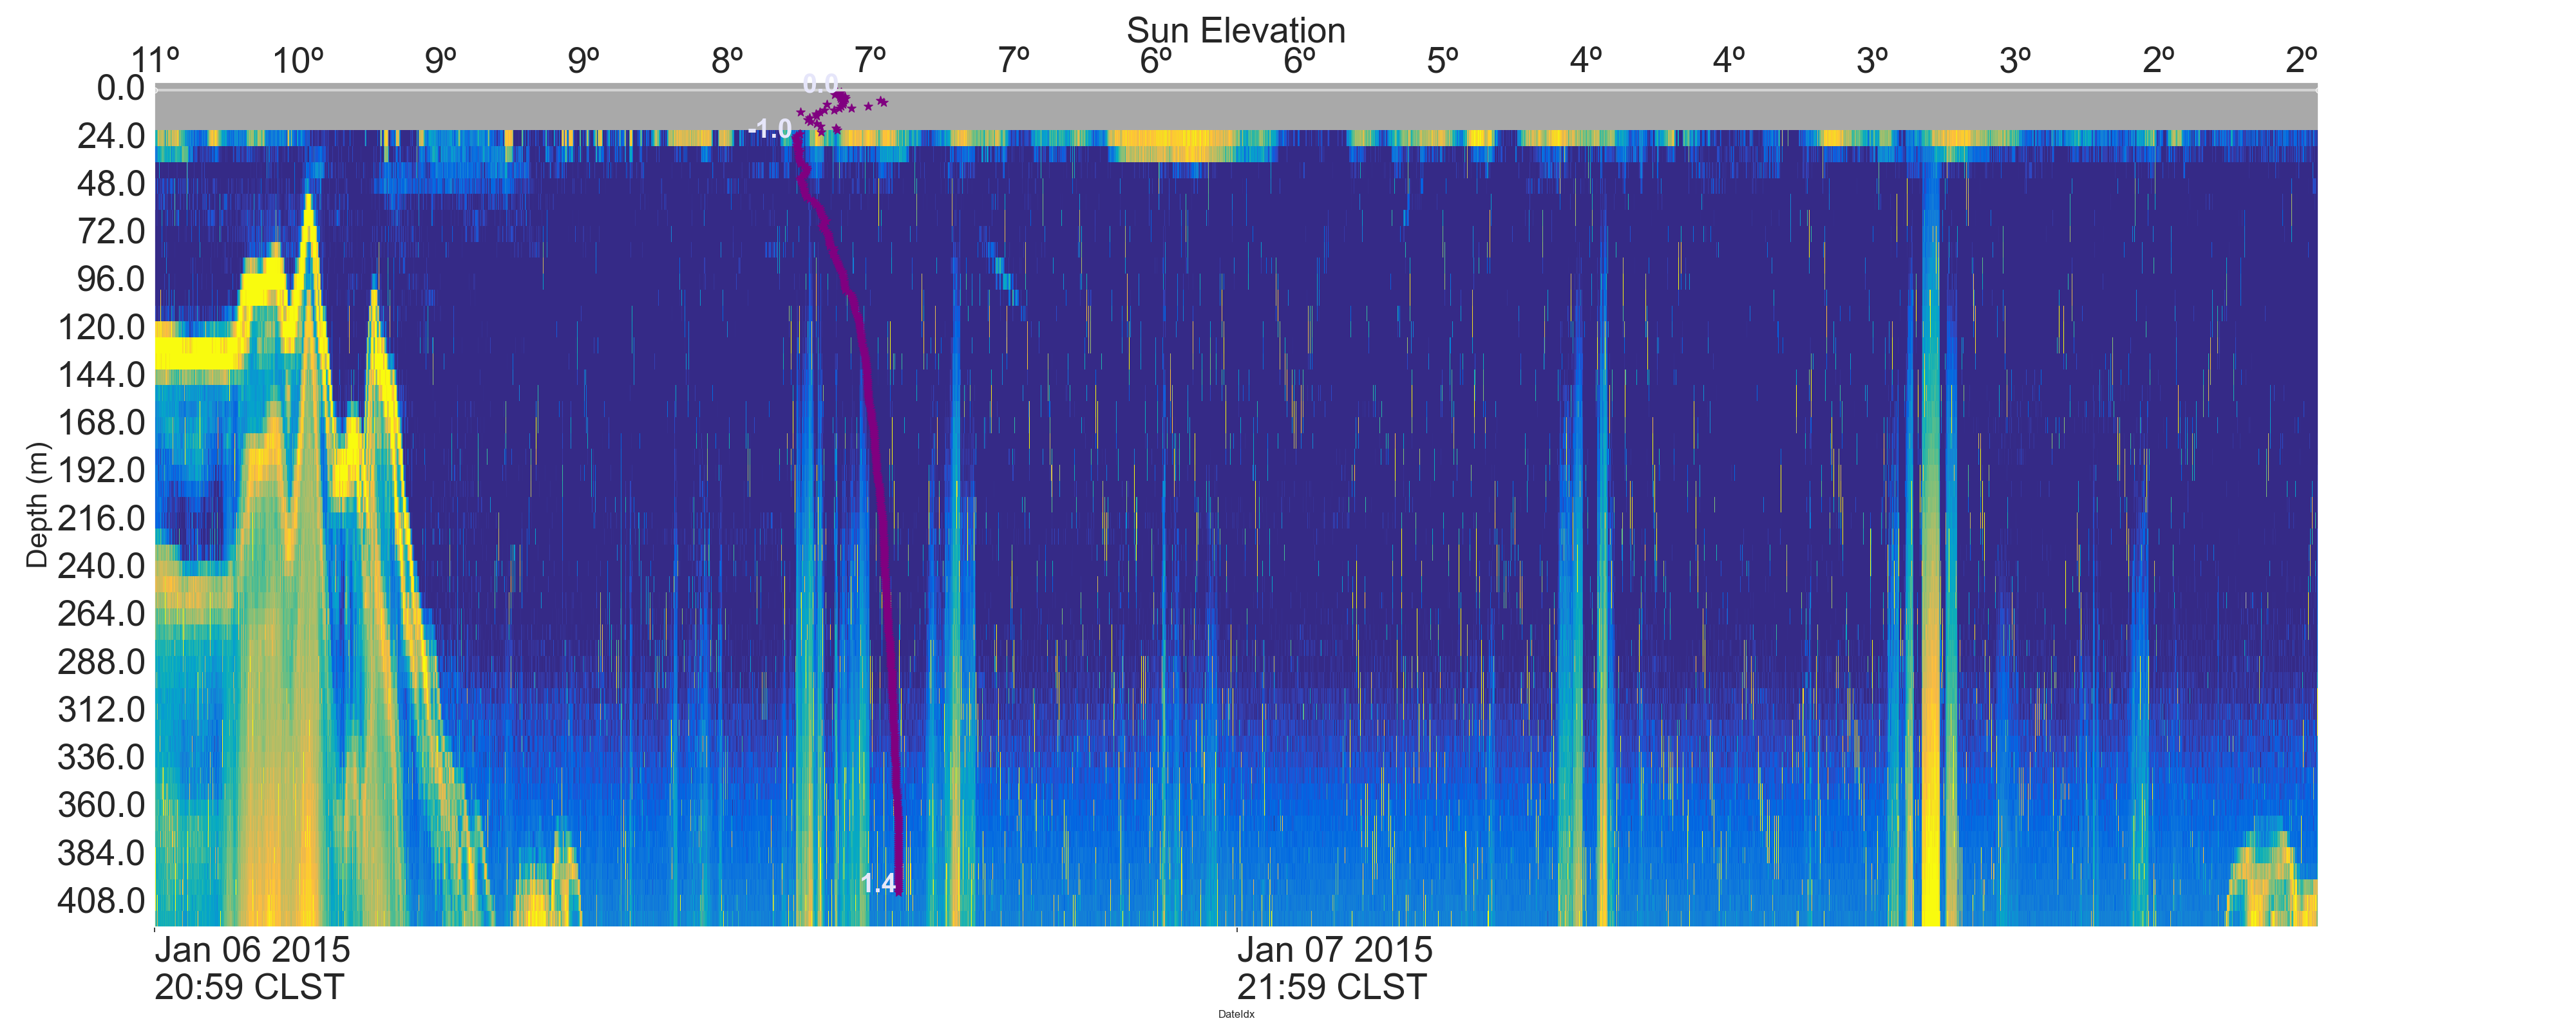 Sun Elevation
11º 10º 9º 9º 8º 7º 7º 6º 6º 5º 4º 4º 3º 3º 2º 2º
0.0
0.0
24.0
-1.0
48.0
72.0
96.0
120.0
144.0
168.0
192.0
216.0
240.0
264.0
288.0
312.0
336.0
360.0
384.0
1.4
408.0
Depth (m)
Jan 06 2015
20:59 CLST
Jan 07 2015
21:59 CLST
DateIdx